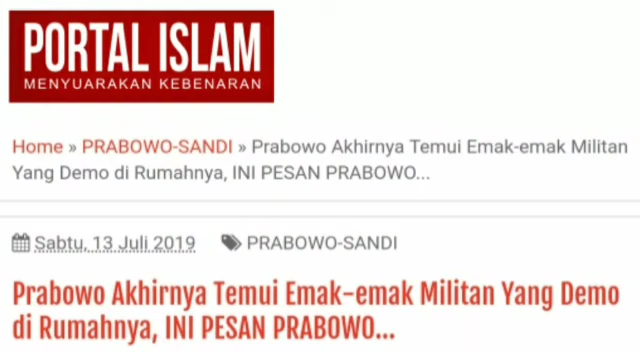 PORTAL ISLAM
MENYUARAKAN KEBENARAN
Home » PRABOWO-SANDI » Prabowo Akhirnya Temui Emak-emak Militan
Yang Demo di Rumahnya, INI PESAN PRABOWO...
Sabtu, 13 Juli 2019 PRABOWO-SANDI
Prabowo Akhirnya Temui Emak-emak Militan Yang Demo
di Rumahnya, INI PESAN PRABOWO...